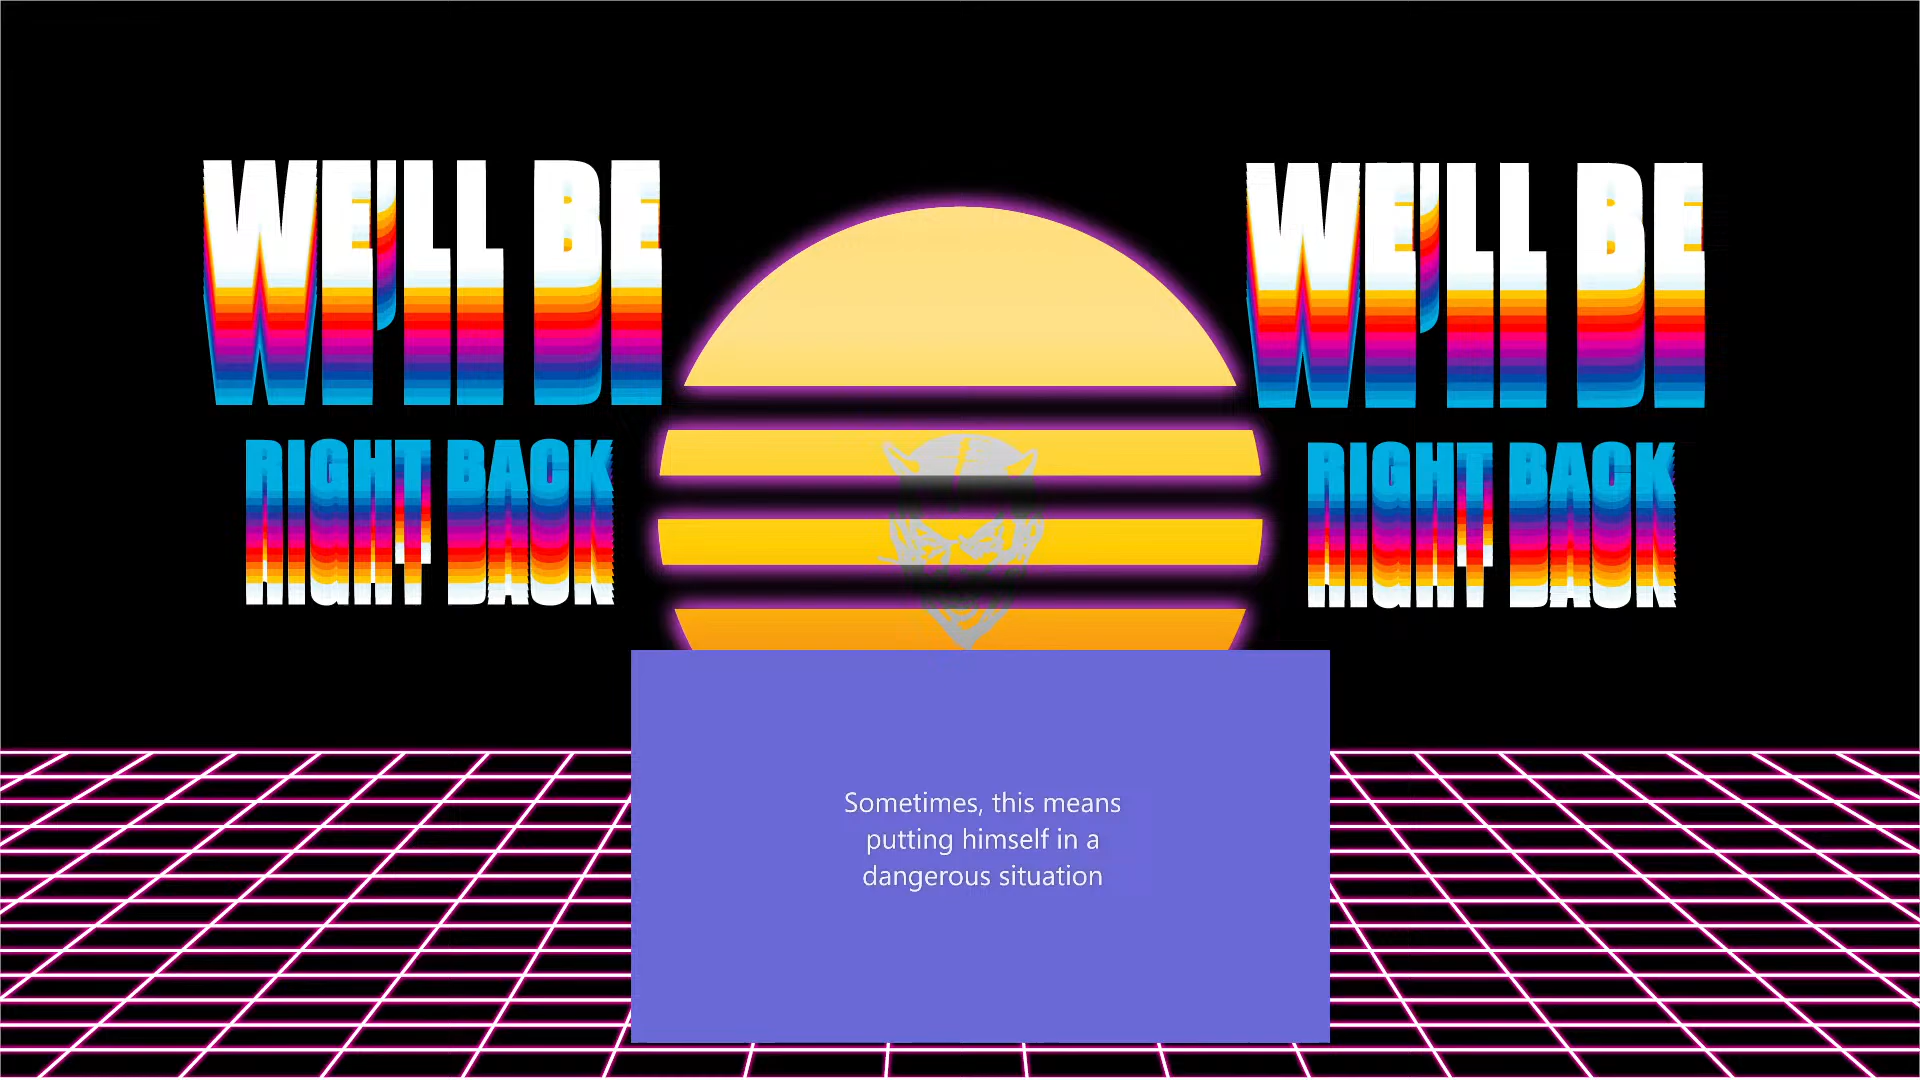 WE'LL BE
RIGHT BACK
WE'LL BE
RIGHT BACK
Sometimes, this means
putting himself in a
dangerous situation